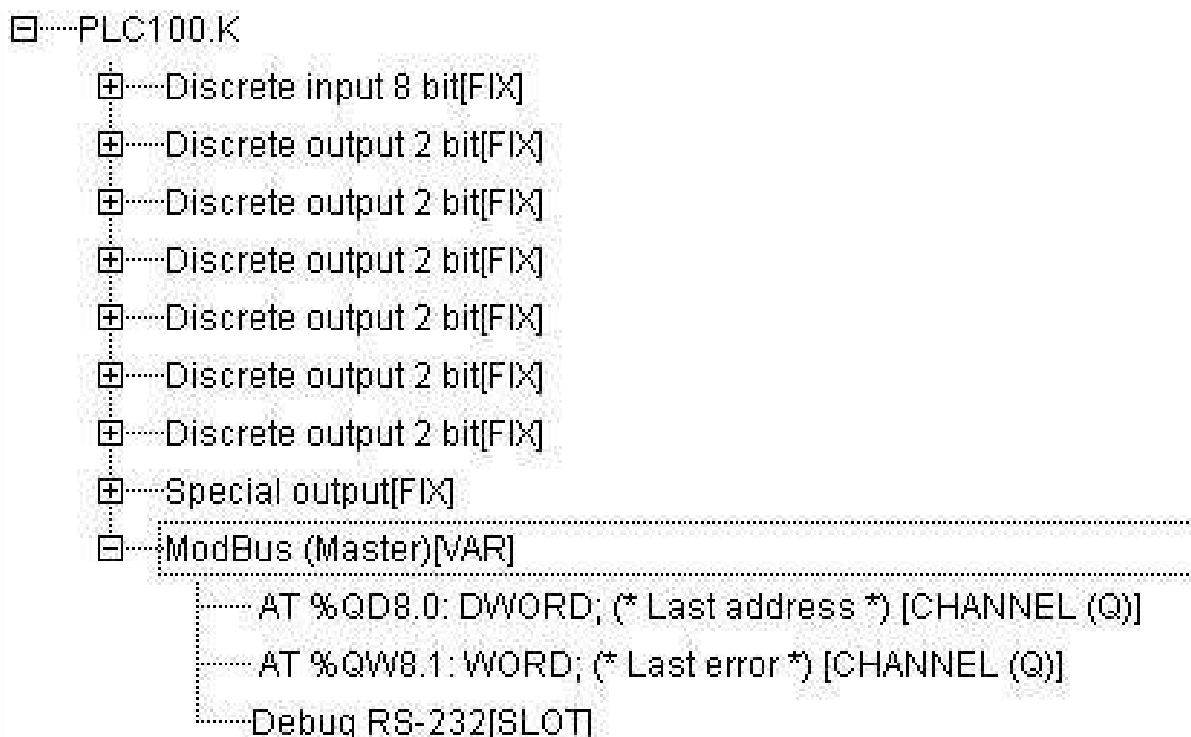 PLC100.K
Discrete input 8 bit[FIX]
Discrete output 2 bit[FIX]
Discrete output 2 bit[FIX]
Discrete output 2 bit[FIX]
Discrete output 2 bit[FIX]
Discrete output 2 bit[FIX]
Discrete output 2 bit[FIX]
Special output[FIX]
ModBus (Master)[VAR]
AT %QD8.0: DWORD; (* Last address *) [CHANNEL (Q)]
AT %QW8.1: WORD; (* Last error *) [CHANNEL (Q)]
Debug RS-232[SLOT]